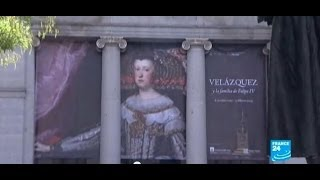 VELÁZQUEZ
y la familia de Felipe IV
FRANCE
24